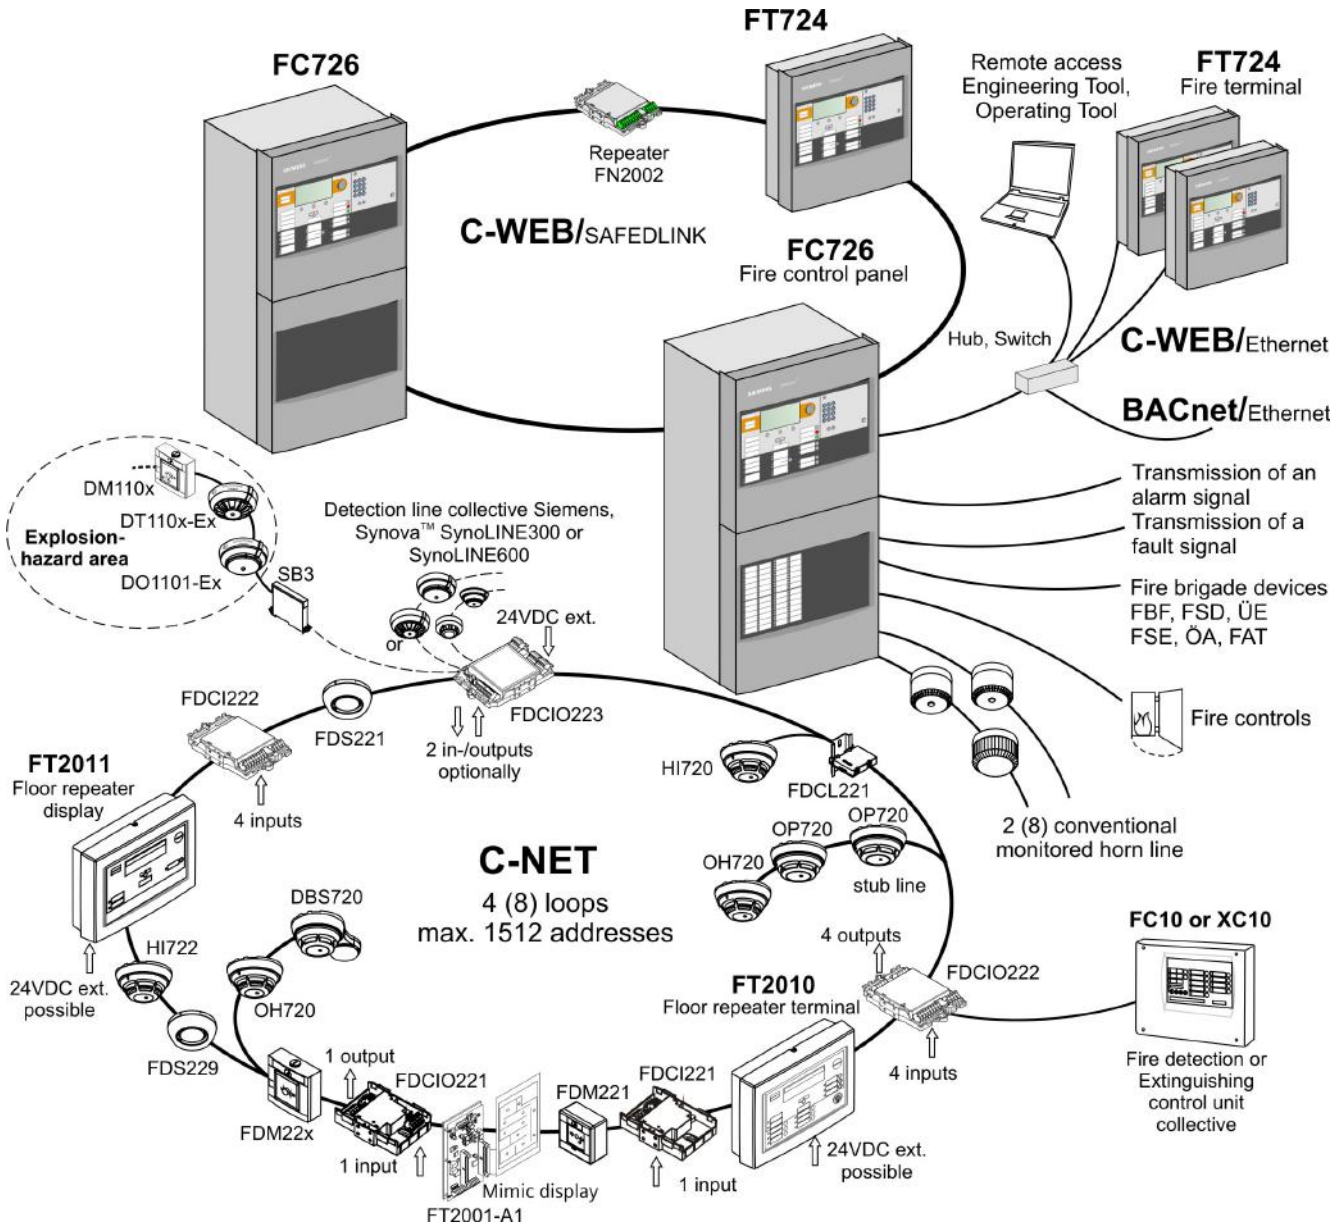 FT724
FC726
Remote access
Engineering Tool,
Operating Tool
FT724
Fire terminal
Repeater
FN2002
C-WEB/SAFEDLINK
FC726
Fire control panel
Hub, Switch
C-WEB/Ethernet
BACnet/Ethernet
DM110x
DT110x-Ex
Explosion-
hazard area
DO1101-Ex
SB3
Detection line collective Siemens,
Synova™ SynoLINE300 or
SynoLINE600
or
24VDC ext.
Transmission of an
alarm signal
Transmission of a
fault signal
Fire brigade devices
FBF, FSD, ÜE
FSE, ÖA, FAT
Fire controls
2 (8) conventional
monitored horn line
FDCI222
FDS221
FDCIO223
2 in-/outputs
optionally
FT2011
Floor repeater
display
4 inputs
HI720
FDCL221
OP720
OP720
OH720
stub line
C-NET
4 (8) loops
max. 1512 addresses
DBS720
HI722
24VDC ext.
possible
OH720
FDS229
FDM22x
1 output
FDCIO221
1 input
FT2001-A1
Mimic display
FDM221
FDCI221
1 input
FT2010
Floor repeater terminal
24VDC ext.
possible
4 outputs
FDCIO222
4 inputs
FC10 or XC10
Fire detection or
Extinguishing
control unit
collective